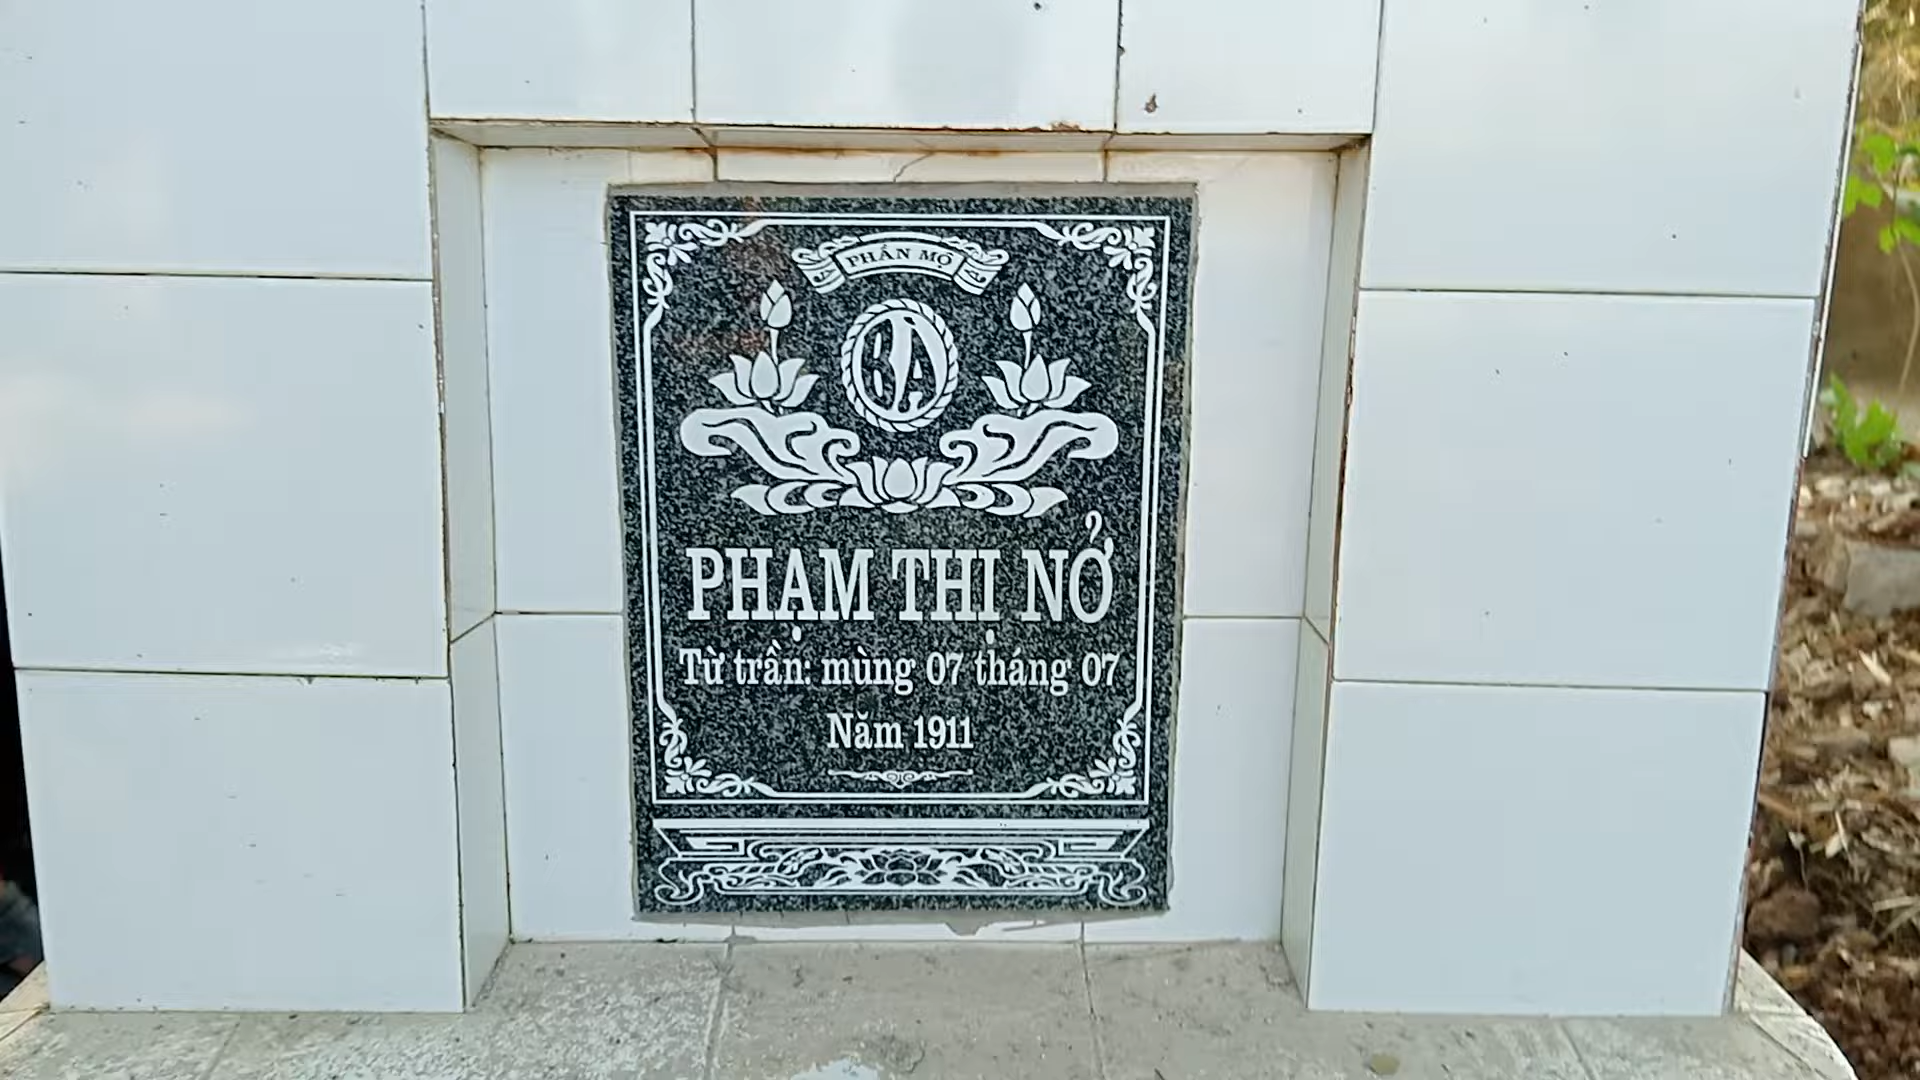 PHẦN MỘ
BÀ
PHẠM THỊ NỞ
Từ trần: mùng 07 tháng 07
Năm 1911